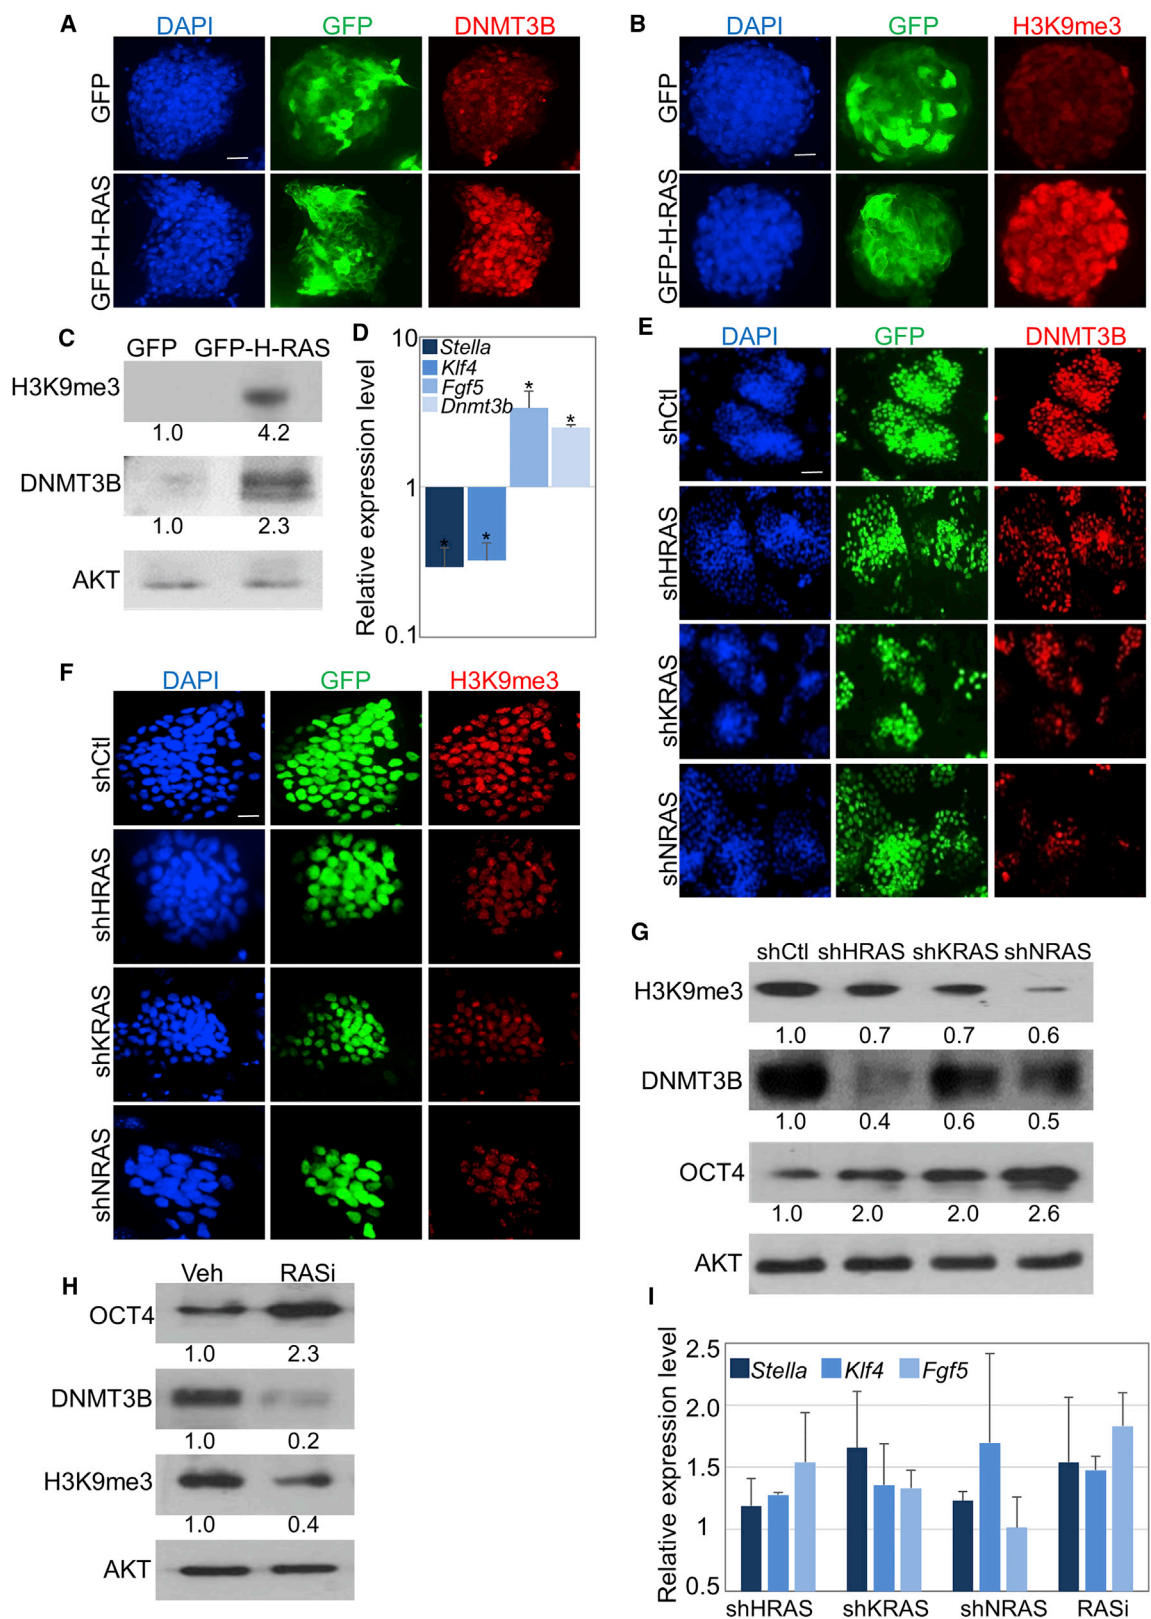 A
DAPI GFP DNMT3B
GFP
GFP-H-RAS
B
DAPI GFP H3K9me3
GFP
GFP-H-RAS
C
GFP GFP-H-RAS
H3K9me3
1.0 4.2
DNMT3B
1.0 2.3
AKT
D
Relative expression level
10
1
0.1
Stella
Klf4
Fgf5
Dnmt3b
* * * *
E
DAPI GFP DNMT3B
shCtl
shHRAS
shKRAS
shNRAS
F
DAPI GFP H3K9me3
shCtl
shHRAS
shKRAS
shNRAS
G
shCtl shHRAS shKRAS shNRAS
H3K9me3
1.0 0.7 0.7 0.6
DNMT3B
1.0 0.4 0.6 0.5
OCT4
1.0 2.0 2.0 2.6
AKT
H
Veh RASi
OCT4
1.0 2.3
DNMT3B
1.0 0.2
H3K9me3
1.0 0.4
AKT
I
Relative expression level
2.5
2.0
1.5
1
0.5
Stella Klf4 Fgf5
shHRAS shKRAS shNRAS RASi